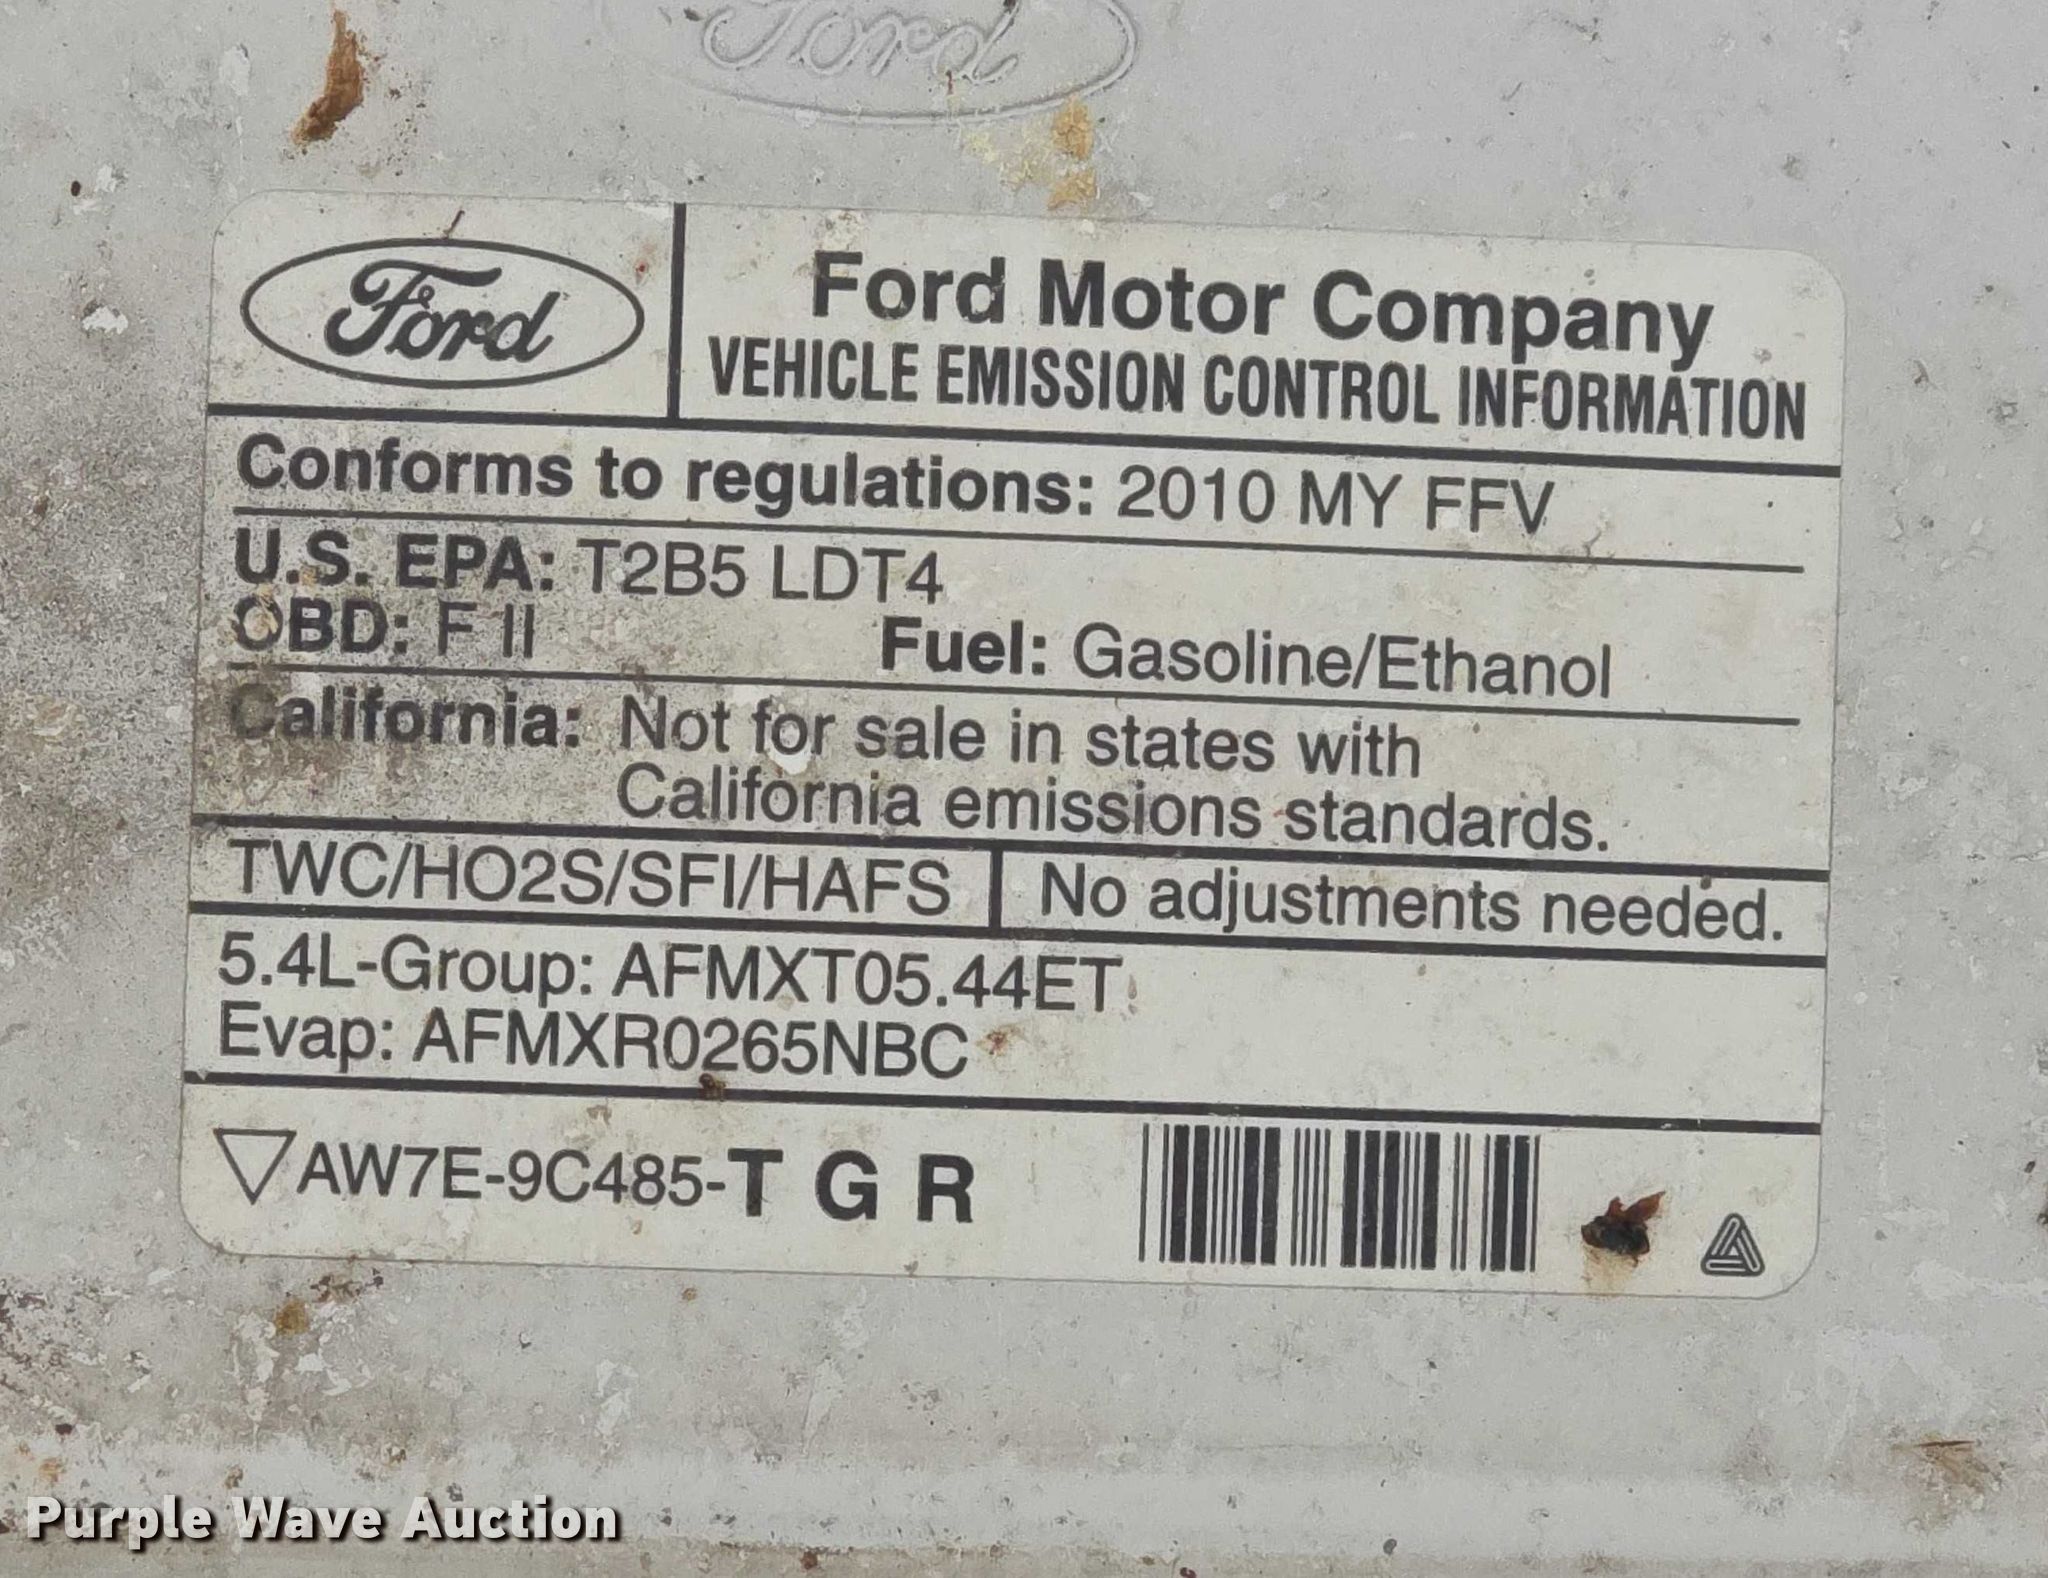 Ford
Ford
Ford Motor Company
VEHICLE EMISSION CONTROL INFORMATION
Conforms to regulations: 2010 MY FFV
U.S. EPA: T2B5 LDT4
OBD: F II Fuel: Gasoline/Ethanol
California: Not for sale in states with
California emissions standards.
TWC/HO2S/SFI/HAFS No adjustments needed.
5.4L-Group: AFMXT05.44ET
Evap: AFMXR0265NBC
AW7E-9C485-T G R
Purple Wave Auction